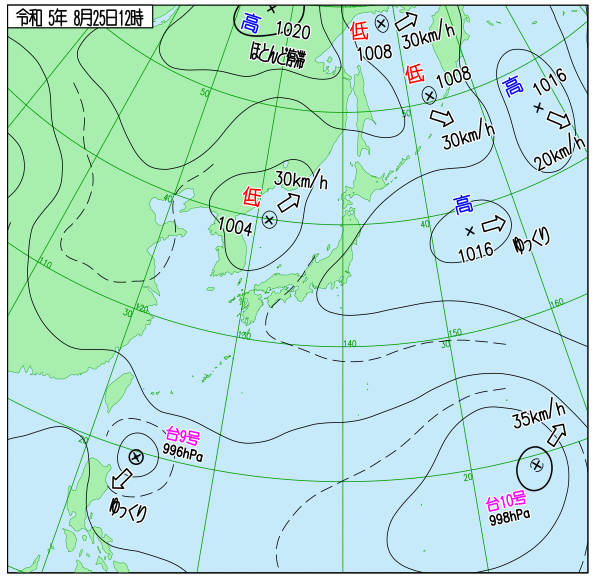 令和 5年 8月25日12時
高
1020
ほとんど停滞
低
1008
30km/h
低
1008
30km/h
高
1016
20km/h
50
50
低
1004
30km/h
40
高
1016
ゆっくり
40
110
120
30
130
140
30
150
160
台9号
996hPa
ゆっくり
20
35km/h
20
台10号
998hPa